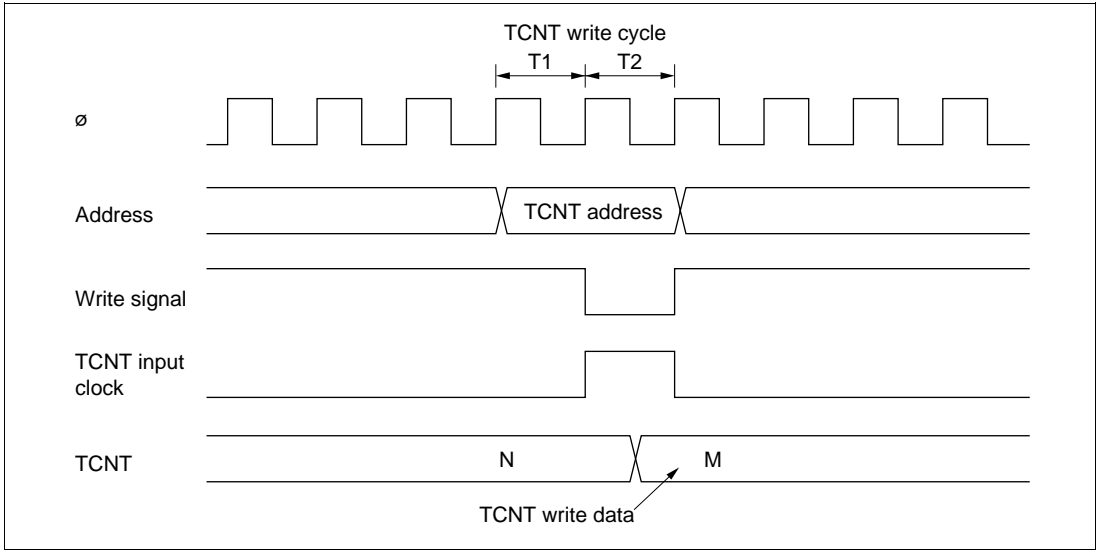 TCNT write cycle
T1 T2
ø
Address
TCNT address
Write signal
TCNT input
clock
TCNT
N
M
TCNT write data